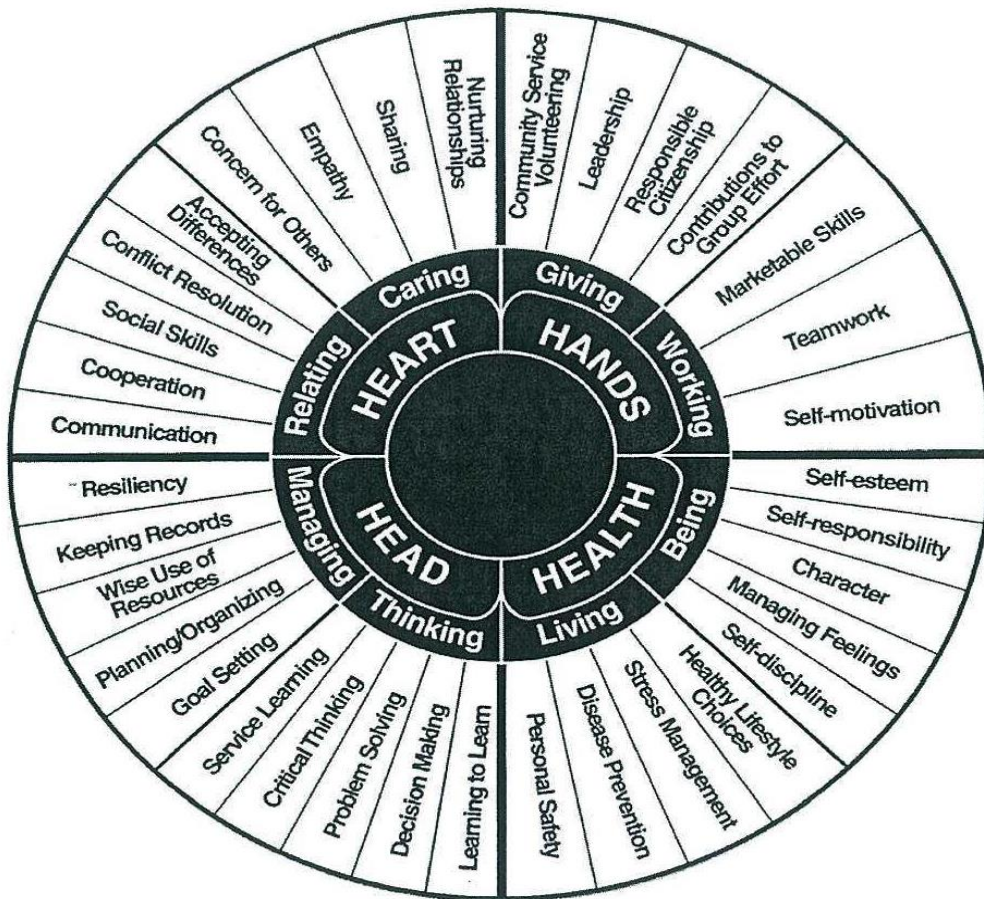 HEART
Caring
Concern for Others
Empathy
Sharing
Nurturing
Relationships
Relating
Accepting
Differences
Conflict Resolution
Social Skills
Cooperation
Communication
HANDS
Giving
Community Service
Volunteering
Leadership
Responsible
Citizenship
Contributions to
Group Effort
Working
Marketable Skills
Teamwork
Self-motivation
HEALTH
Being
Self-esteem
Self-responsibility
Character
Managing Feelings
Self-discipline
Living
Healthy Lifestyle
Choices
Stress Management
Disease Prevention
Personal Safety
HEAD
Thinking
Learning to Learn
Decision Making
Problem Solving
Critical Thinking
Service Learning
Managing
Goal Setting
Planning/Organizing
Wise Use of
Resources
Keeping Records
Resiliency